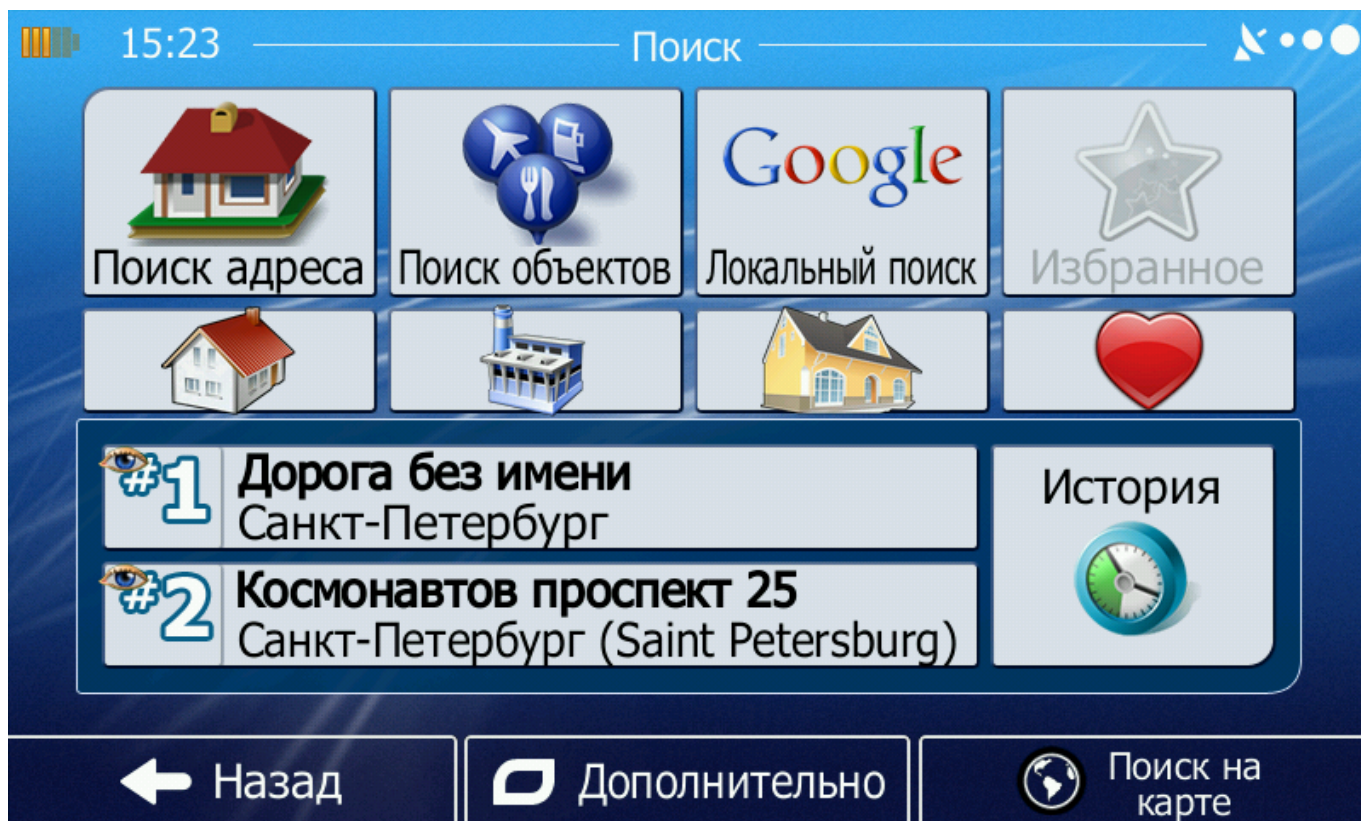 15:23
Поиск
Поиск адреса
Поиск объектов
Google
Локальный поиск
Избранное
#1
Дорога без имени
Санкт-Петербург
#2
Космонавтов проспект 25
Санкт-Петербург (Saint Petersburg)
История
Назад
Дополнительно
Поиск на
карте